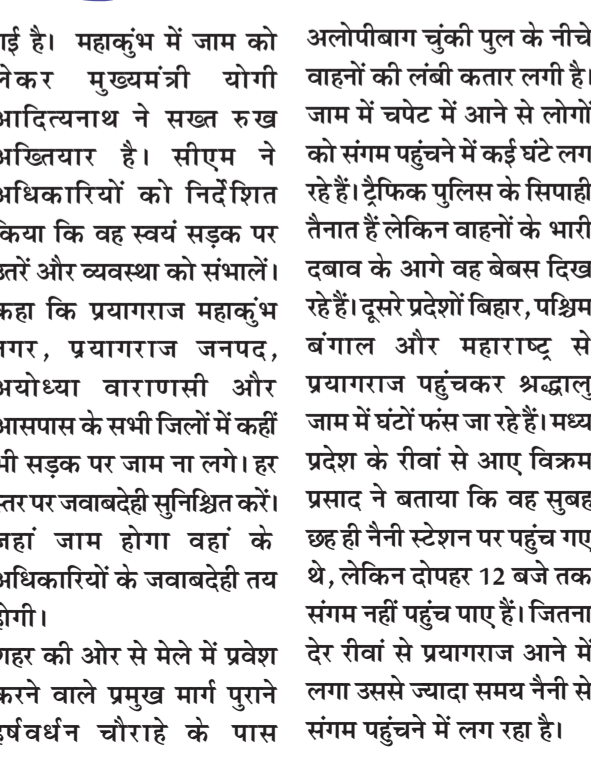 गई है। महाकुंभ में जाम को
लेकर मुख्यमंत्री योगी
आदित्यनाथ ने सख्त रुख
अख्तियार है। सीएम ने
अधिकारियों को निर्देशित
किया कि वह स्वयं सड़क पर
उतरें और व्यवस्था को संभालें।
कहा कि प्रयागराज महाकुंभ
नगर, प्रयागराज जनपद,
अयोध्या वाराणसी और
आसपास के सभी जिलों में कहीं
भी सड़क पर जाम ना लगे। हर
स्तर पर जवाबदेही सुनिश्चित करें।
जहां जाम होगा वहां के
अधिकारियों के जवाबदेही तय
होगी।
शहर की ओर से मेले में प्रवेश
करने वाले प्रमुख मार्ग पुराने
हर्षवर्धन चौराहे के पास
अलोपीबाग चुंकी पुल के नीचे
वाहनों की लंबी कतार लगी है।
जाम में चपेट में आने से लोगों
को संगम पहुंचने में कई घंटे लग
रहे हैं। ट्रैफिक पुलिस के सिपाही
तैनात हैं लेकिन वाहनों के भारी
दबाव के आगे वह बेबस दिख
रहे हैं। दूसरे प्रदेशों बिहार, पश्चिम
बंगाल और महाराष्ट्र से
प्रयागराज पहुंचकर श्रद्धालु
जाम में घंटों फंस जा रहे हैं। मध्य
प्रदेश के रीवां से आए विक्रम
प्रसाद ने बताया कि वह सुबह
छह ही नैनी स्टेशन पर पहुंच गए
थे, लेकिन दोपहर 12 बजे तक
संगम नहीं पहुंच पाए हैं। जितना
देर रीवां से प्रयागराज आने में
लगा उससे ज्यादा समय नैनी से
संगम पहुंचने में लग रहा है।